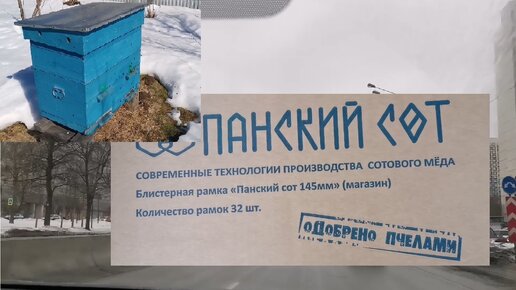 ПАНСКИЙ СОТ
СОВРЕМЕННЫЕ ТЕХНОЛОГИИ ПРОИЗВОДСТВА СОТОВОГО МЁДА
Блистерная рамка «Панский сот 145мм» (магазин)
Количество рамок 32 шт.
оДОБРЕНО ПЧЕЛАМИ